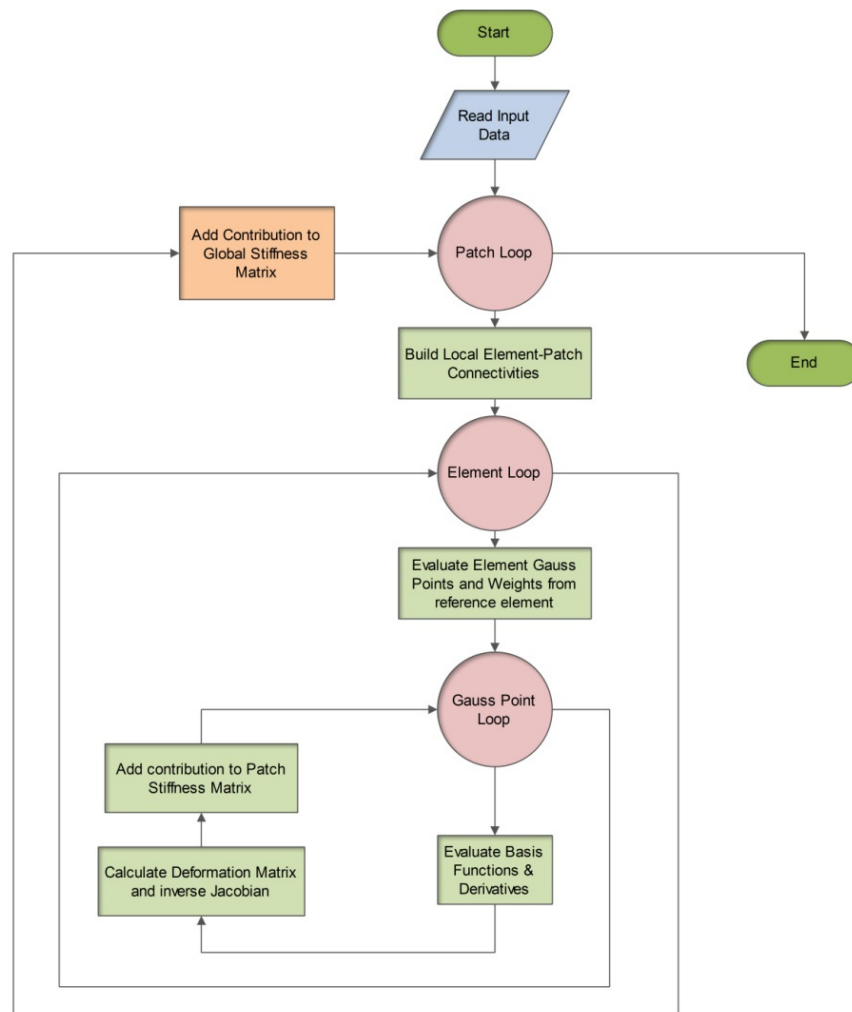 Start
Read Input
Data
Add Contribution to
Global Stiffness
Matrix
Patch Loop
Build Local Element-Patch
Connectivities
End
Element Loop
Evaluate Element Gauss
Points and Weights from
reference element
Gauss Point
Loop
Add contribution to Patch
Stiffness Matrix
Calculate Deformation Matrix
and inverse Jacobian
Evaluate Basis
Functions &
Derivatives